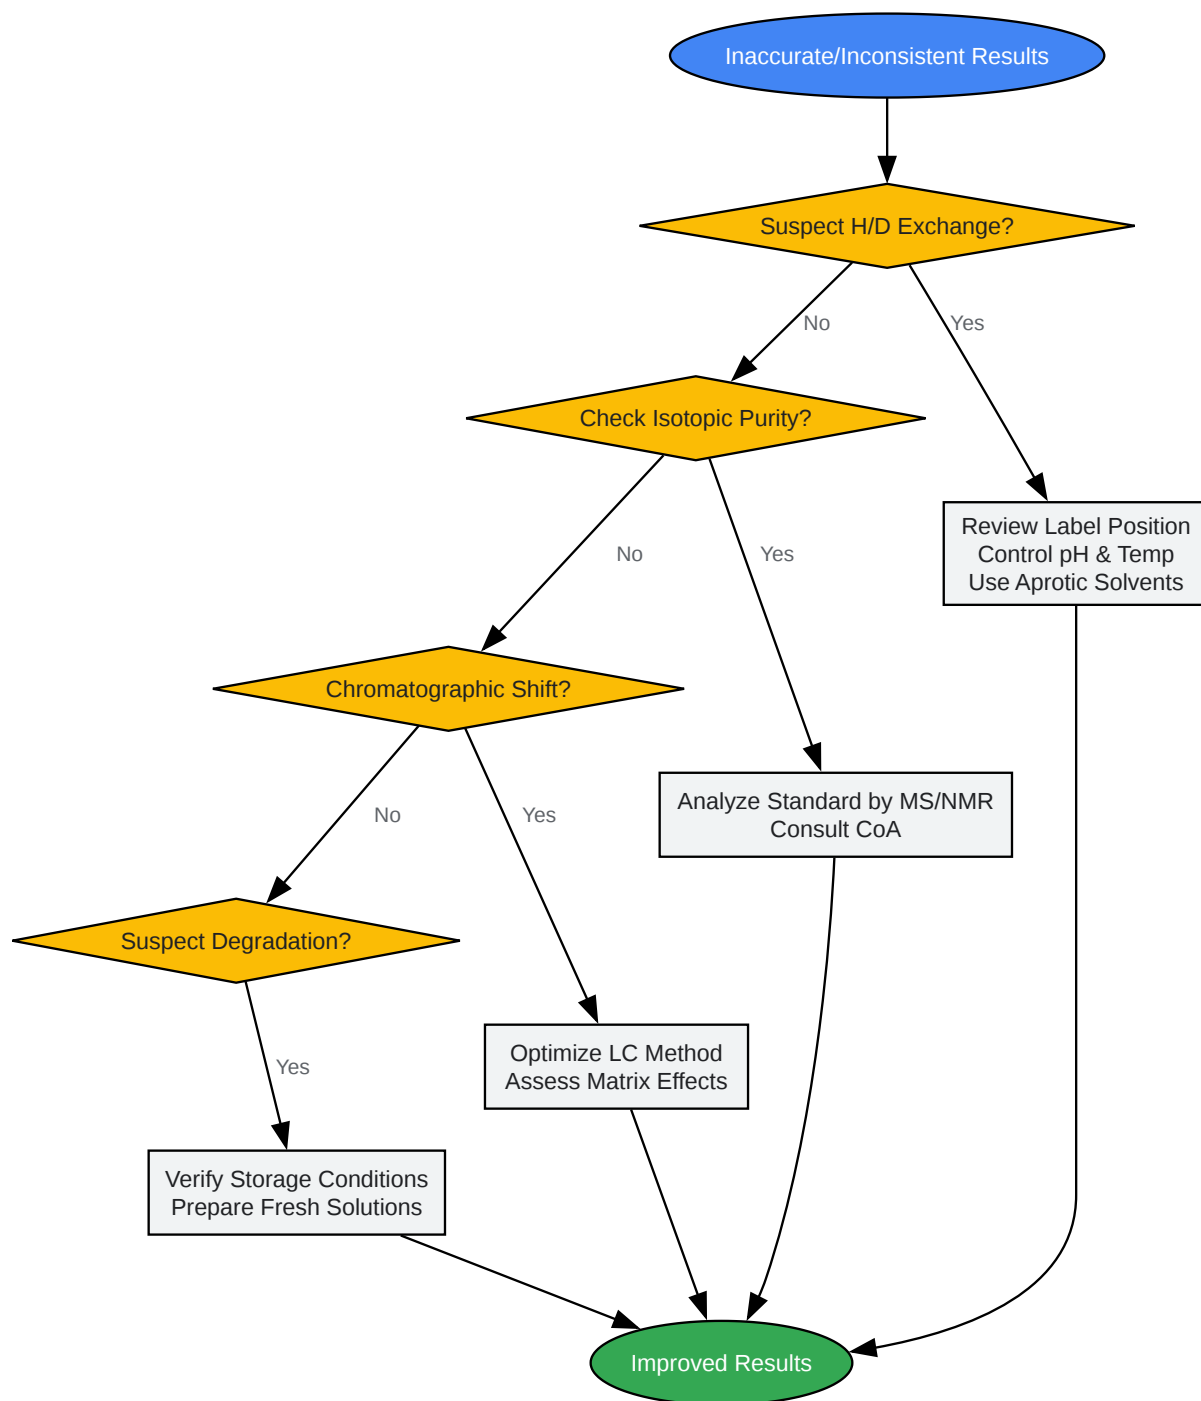 Inaccurate/Inconsistent Results
Suspect H/D Exchange?
No
Yes
Check Isotopic Purity?
Review Label Position
Control pH & Temp
Use Aprotic Solvents
No
Yes
Chromatographic Shift?
Analyze Standard by MS/NMR
Consult CoA
No
Yes
Suspect Degradation?
Optimize LC Method
Assess Matrix Effects
Yes
Verify Storage Conditions
Prepare Fresh Solutions
Improved Results